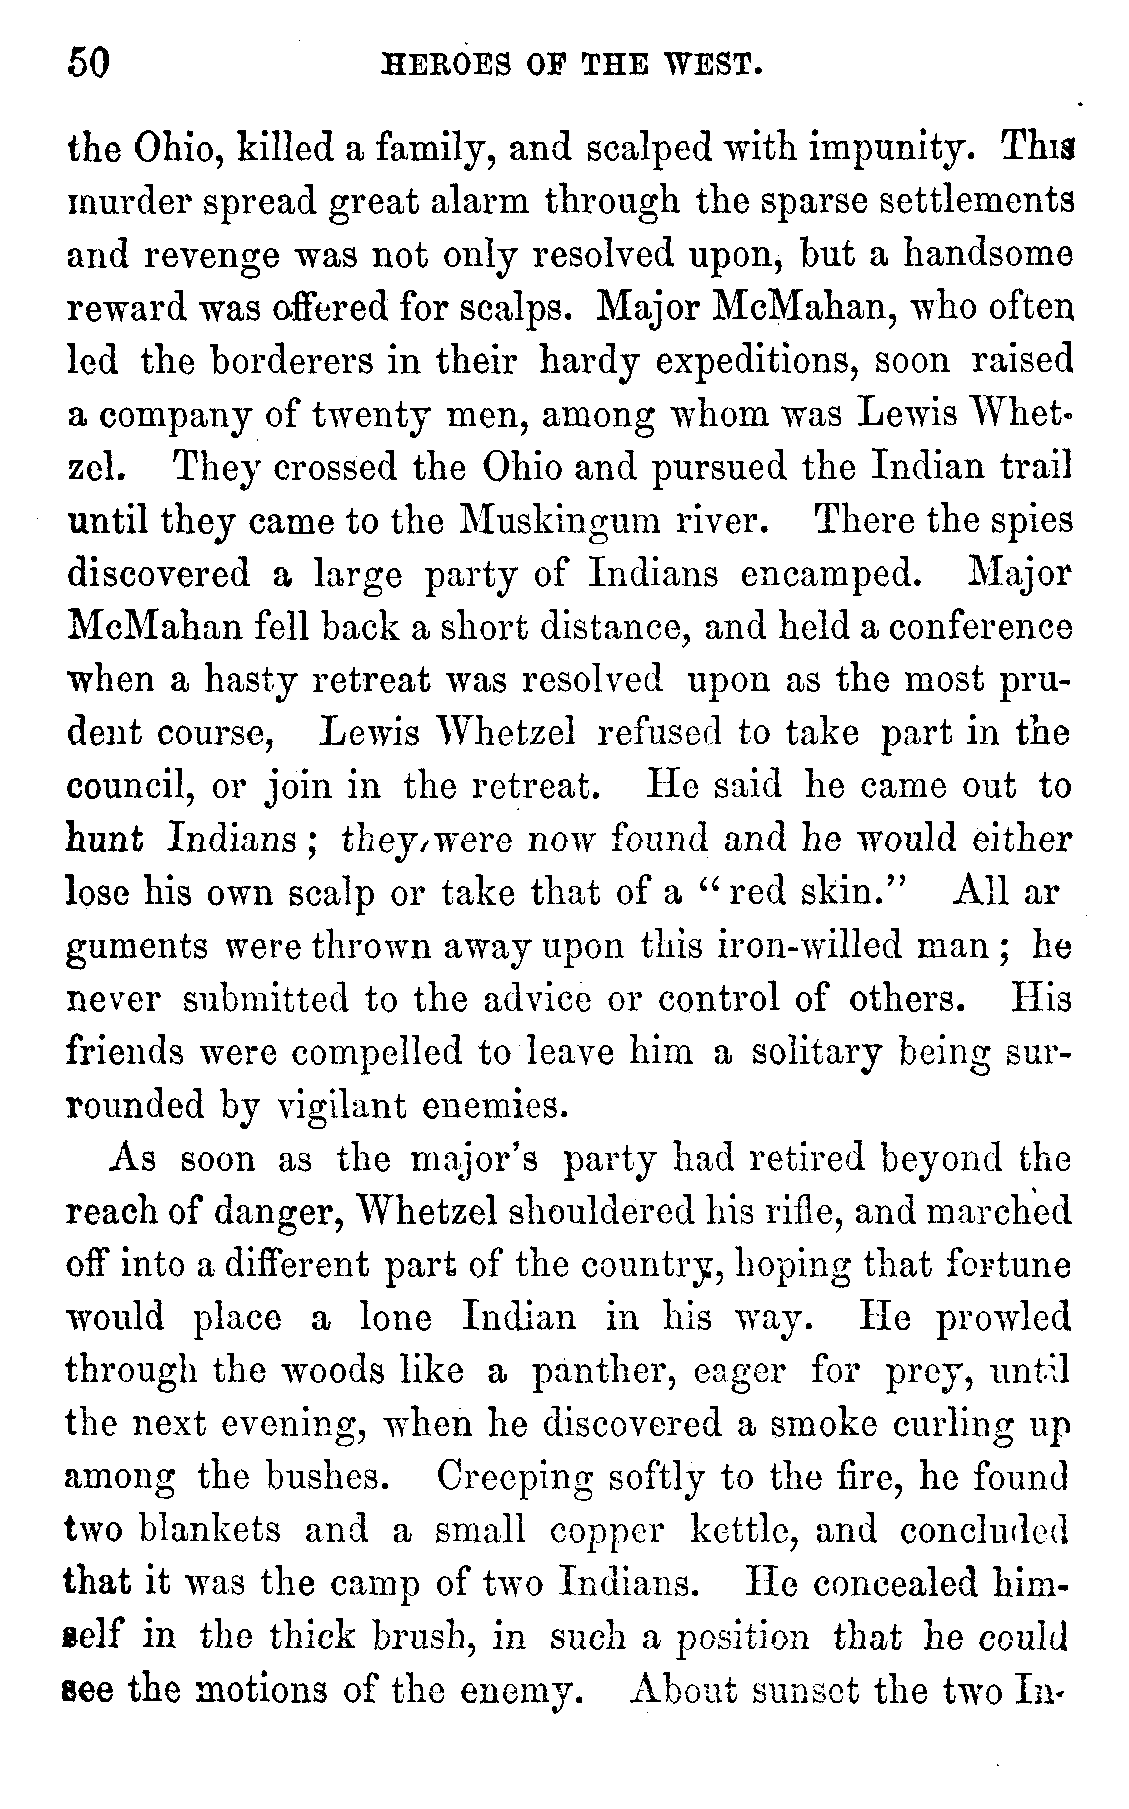 50 HEROES OF THE WEST.
the Ohio, killed a family, and scalped with impunity. This
murder spread great alarm through the sparse settlements
and revenge was not only resolved upon, but a handsome
reward was offered for scalps. Major McMahan, who often
led the borderers in their hardy expeditions, soon raised
a company of twenty men, among whom was Lewis Whet-
zel. They crossed the Ohio and pursued the Indian trail
until they came to the Muskingum river. There the spies
discovered a large party of Indians encamped. Major
McMahan fell back a short distance, and held a conference
when a hasty retreat was resolved upon as the most pru-
dent course, Lewis Whetzel refused to take part in the
council, or join in the retreat. He said he came out to
hunt Indians ; they were now found and he would either
lose his own scalp or take that of a " red skin." All ar
guments were thrown away upon this iron-willed man ; he
never submitted to the advice or control of others. His
friends were compelled to leave him a solitary being sur-
rounded by vigilant enemies.
As soon as the major's party had retired beyond the
reach of danger, Whetzel shouldered his rifle, and marched
off into a different part of the country, hoping that fortune
would place a lone Indian in his way. He prowled
through the woods like a panther, eager for prey, until
the next evening, when he discovered a smoke curling up
among the bushes. Creeping softly to the fire, he found
two blankets and a small copper kettle, and concluded
that it was the camp of two Indians. He concealed him-
self in the thick brush, in such a position that he could
see the motions of the enemy. About sunset the two In-